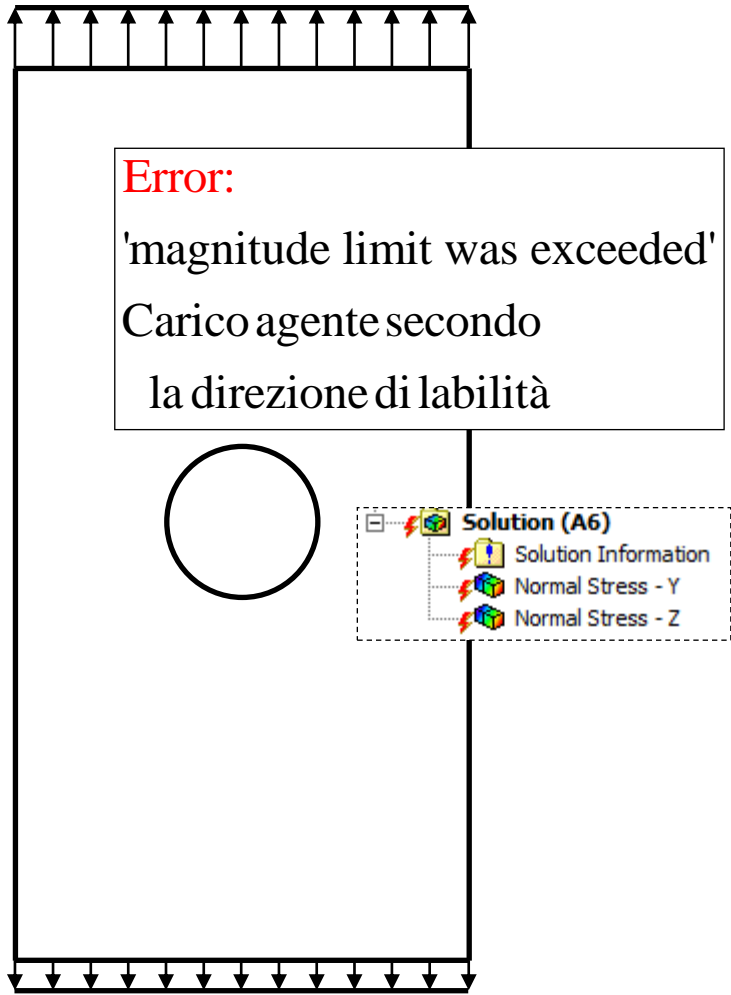 Error:
'magnitude limit was exceeded'
Carico agente secondo
la direzione di labilità
Solution (A6)
Solution Information
Normal Stress - Y
Normal Stress - Z